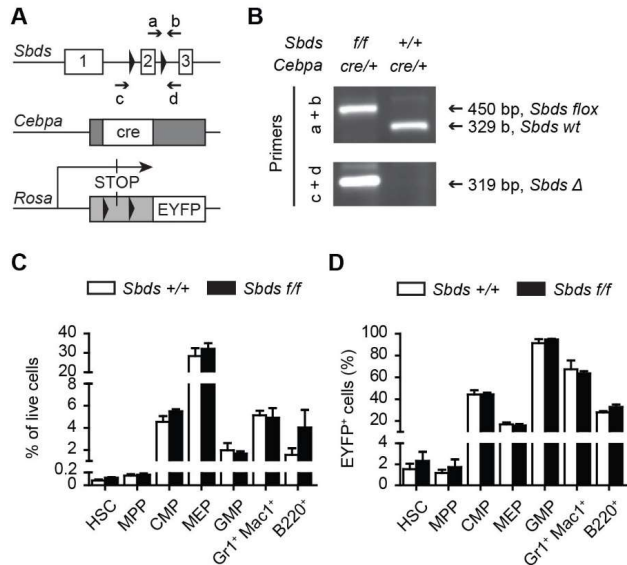 A
a b
Sbds 1 2 3
c d
Cebpa cre
STOP
Rosa EYFP
B
Sbds f/f +/+
Cebpa cre/+ cre/+
Primers
a + b
← 450 bp, Sbds flox
← 329 b, Sbds wt
c + d
← 319 bp, Sbds Δ
C
Sbds +/+ Sbds f/f
% of live cells
40
30
20
8
6
4
2
0.2
0
HSC MPP CMP MEP GMP Gr1⁺ Mac1⁺ B220⁺
D
Sbds +/+ Sbds f/f
EYFP⁺ cells (%)
100
80
60
40
20
4
2
0
HSC MPP CMP MEP GMP Gr1⁺ Mac1⁺ B220⁺